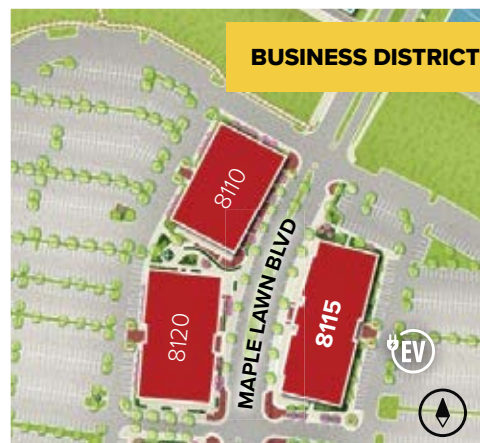 BUSINESS DISTRICT
8110
MAPLE LAWN BLVD
8120
8115
EV